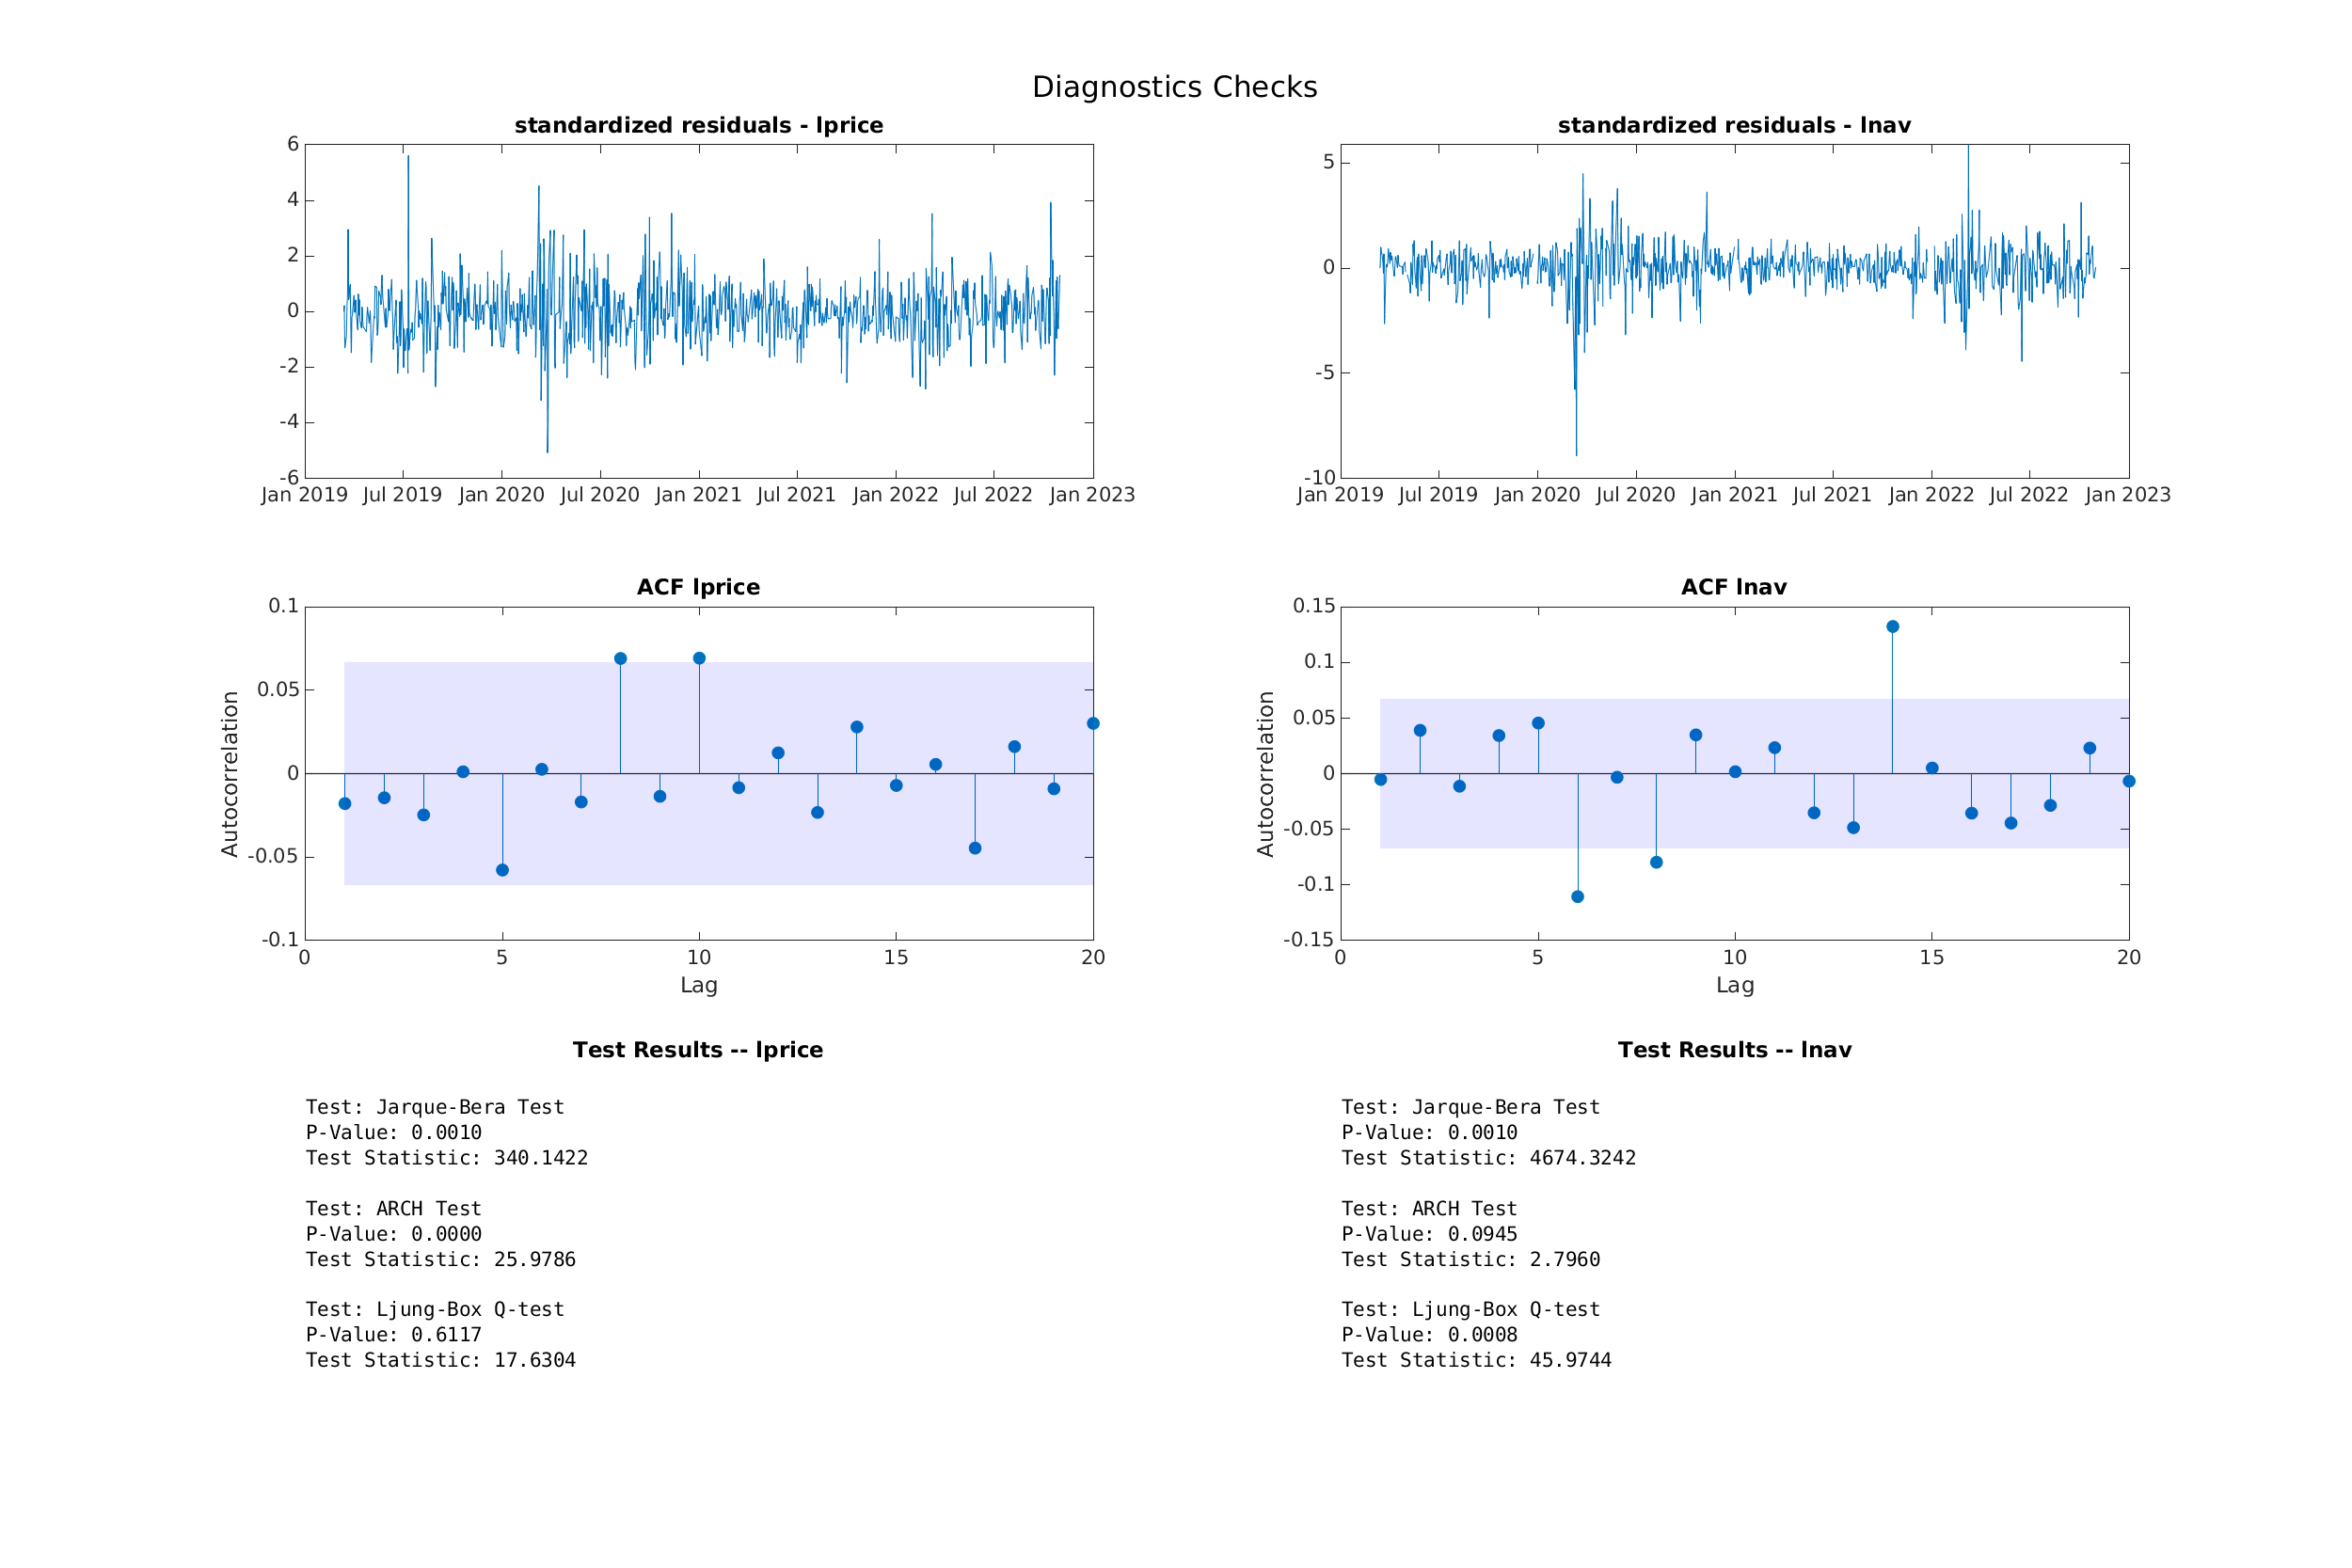 Diagnostics Checks
standardized residuals - lprice
6
4
2
0
-2
-4
-6
Jan 2019 Jul 2019 Jan 2020 Jul 2020 Jan 2021 Jul 2021 Jan 2022 Jul 2022 Jan 2023
standardized residuals - lnav
5
0
-5
-10
Jan 2019 Jul 2019 Jan 2020 Jul 2020 Jan 2021 Jul 2021 Jan 2022 Jul 2022 Jan 2023
ACF lprice
Autocorrelation
0.1
0.05
0
-0.05
-0.1
0 5 10 15 20
Lag
ACF lnav
Autocorrelation
0.15
0.1
0.05
0
-0.05
-0.1
-0.15
0 5 10 15 20
Lag
Test Results -- lprice
Test: Jarque-Bera Test
P-Value: 0.0010
Test Statistic: 340.1422
Test: ARCH Test
P-Value: 0.0000
Test Statistic: 25.9786
Test: Ljung-Box Q-test
P-Value: 0.6117
Test Statistic: 17.6304
Test Results -- lnav
Test: Jarque-Bera Test
P-Value: 0.0010
Test Statistic: 4674.3242
Test: ARCH Test
P-Value: 0.0945
Test Statistic: 2.7960
Test: Ljung-Box Q-test
P-Value: 0.0008
Test Statistic: 45.9744